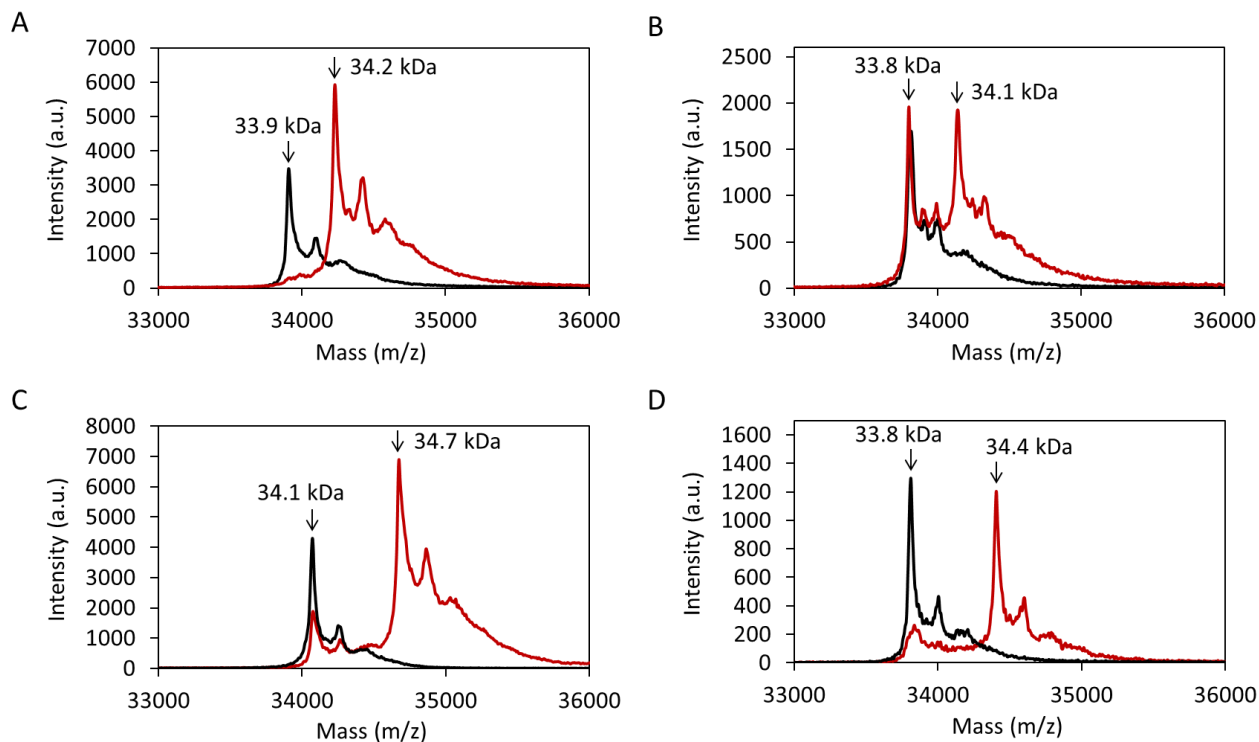 A
7000
6000
5000
4000
3000
2000
1000
0
Intensity (a.u.)
34.2 kDa
33.9 kDa
33000 34000 35000 36000
Mass (m/z)
B
2500
2000
1500
1000
500
0
Intensity (a.u.)
33.8 kDa
34.1 kDa
33000 34000 35000 36000
Mass (m/z)
C
8000
7000
6000
5000
4000
3000
2000
1000
0
Intensity (a.u.)
34.7 kDa
34.1 kDa
33000 34000 35000 36000
Mass (m/z)
D
1600
1400
1200
1000
800
600
400
200
0
Intensity (a.u.)
33.8 kDa 34.4 kDa
33000 34000 35000 36000
Mass (m/z)